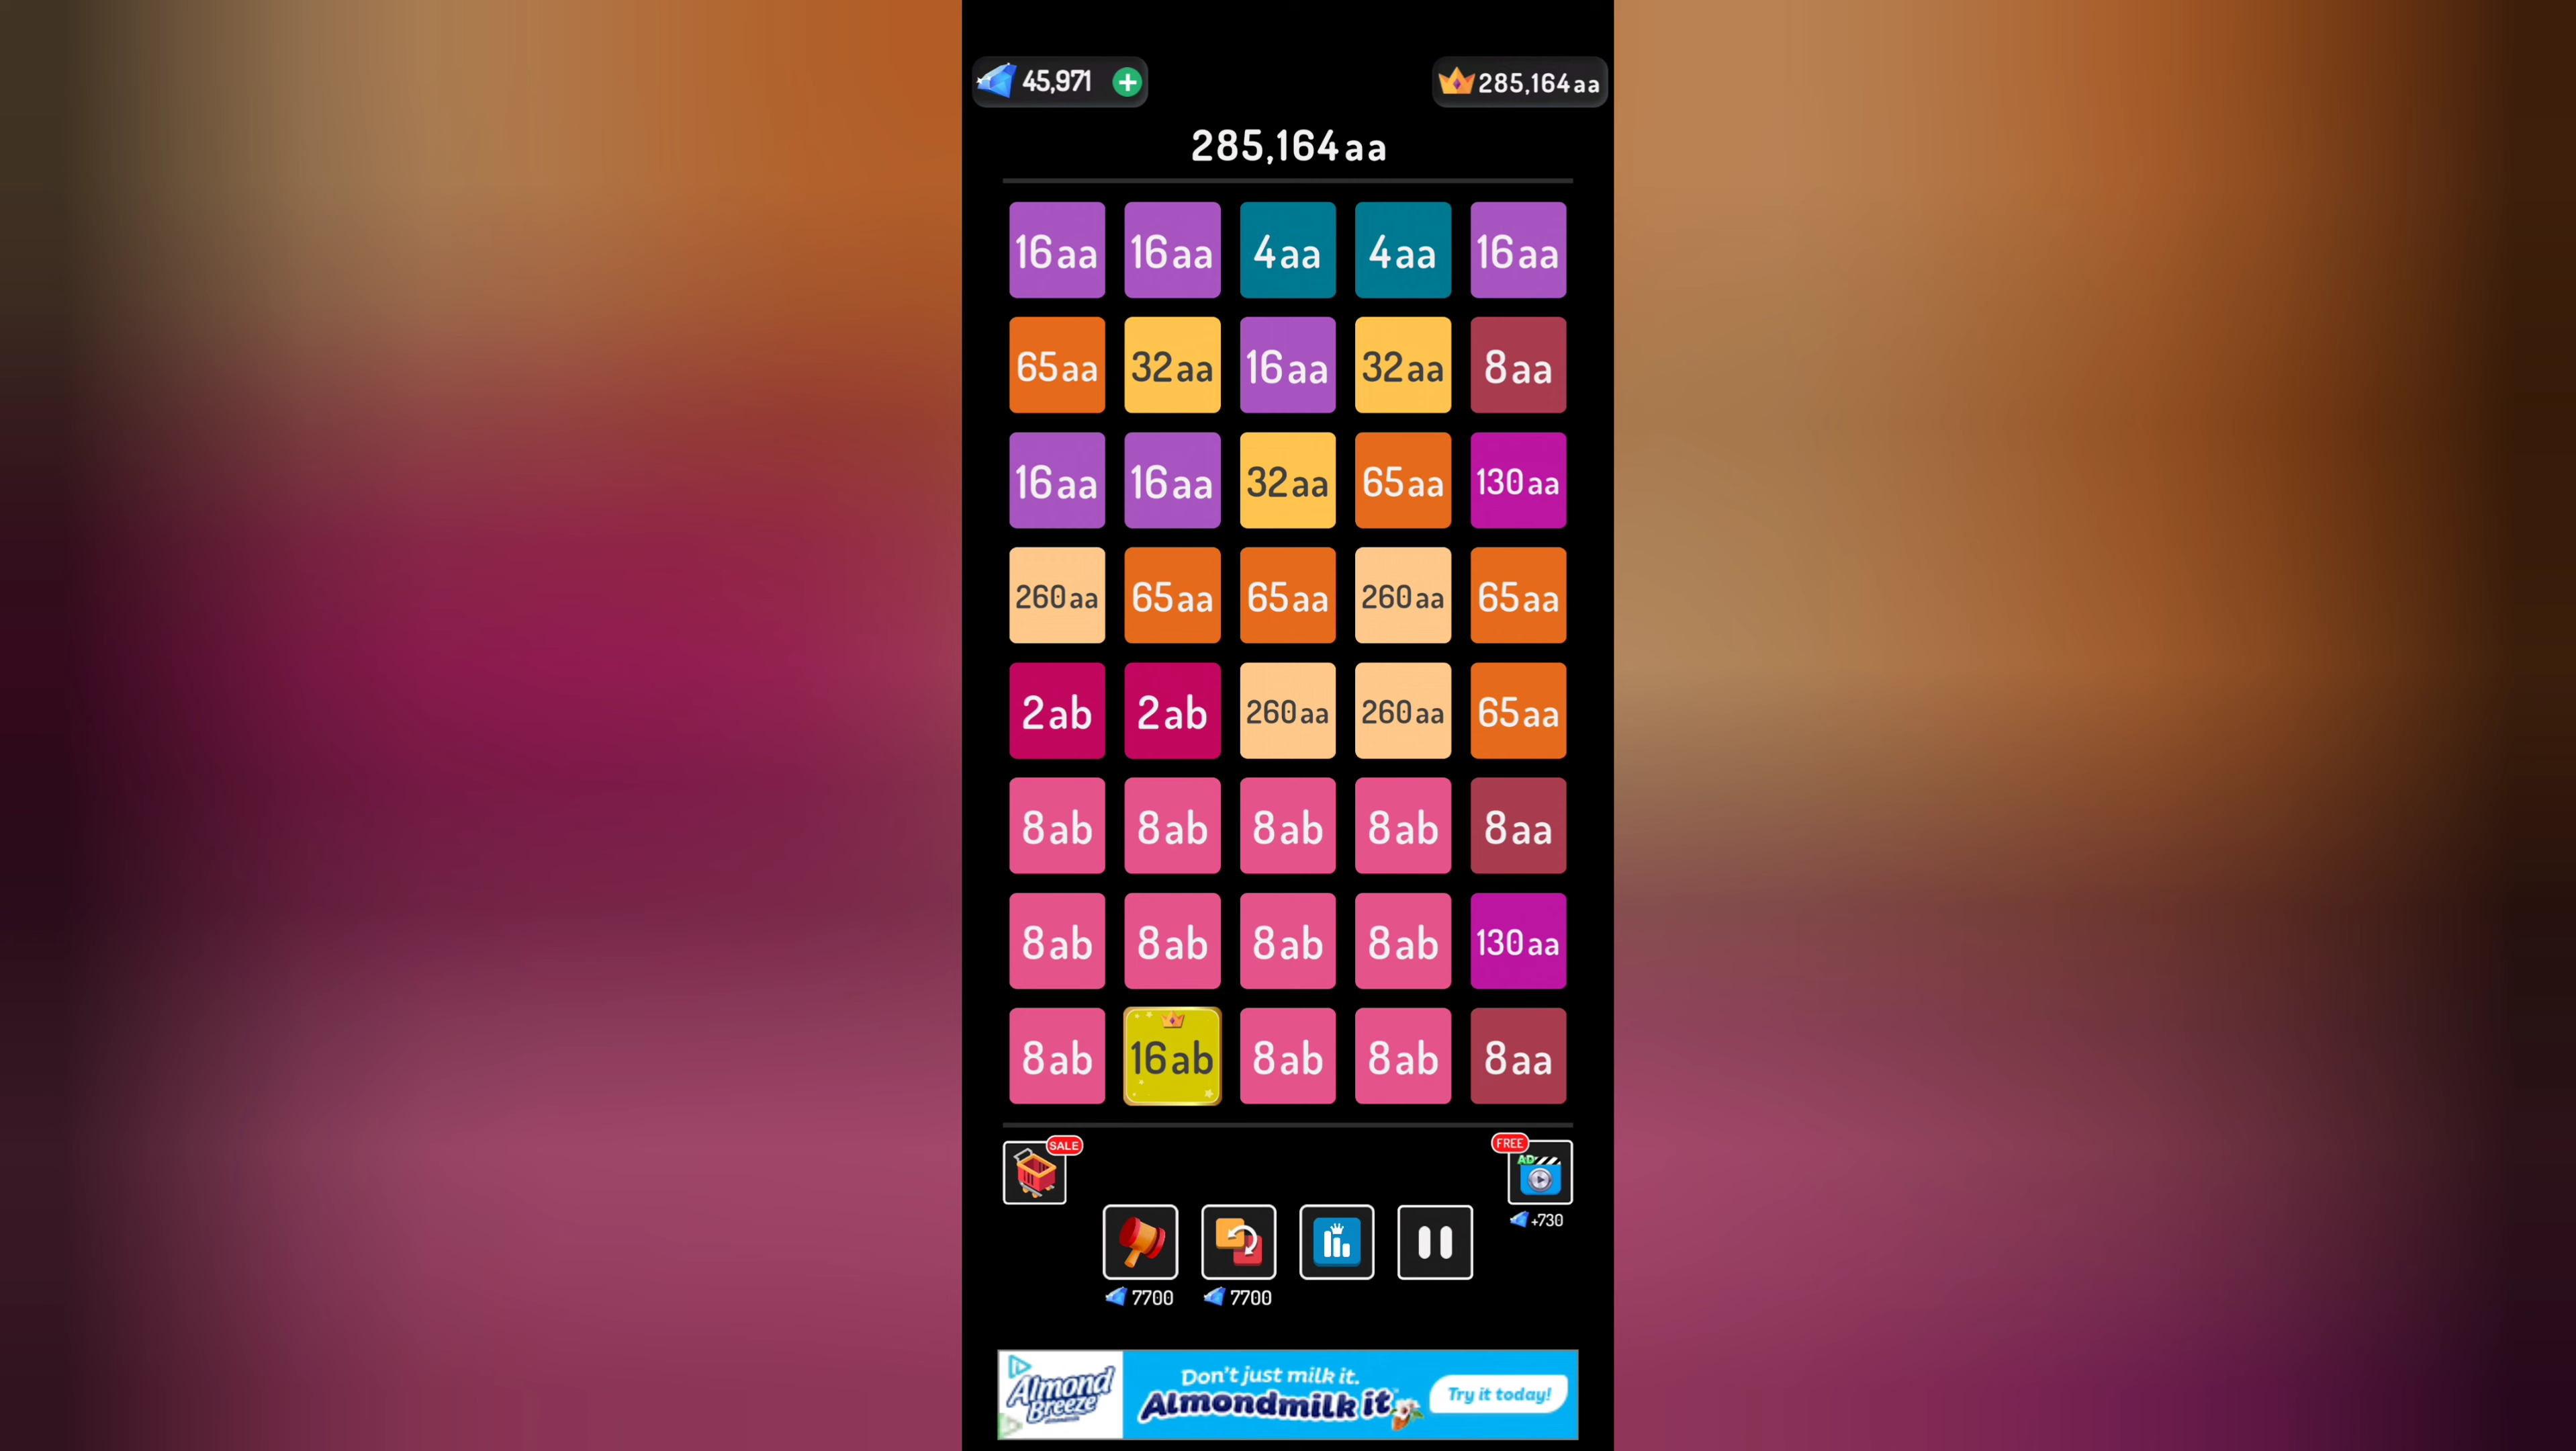 45,971
285,164aa
285,164aa
16aa 16aa 4aa 4aa 16aa
65aa 32aa 16aa 32aa 8aa
16aa 16aa 32aa 65aa 130aa
260aa 65aa 65aa 260aa 65aa
2ab 2ab 260aa 260aa 65aa
8ab 8ab 8ab 8ab 8aa
8ab 8ab 8ab 8ab 130aa
8ab 16ab 8ab 8ab 8aa
SALE
FREE
AD
+730
7700 7700
Almond
Breeze
Don't just milk it.
Almondmilk it
Try it today!